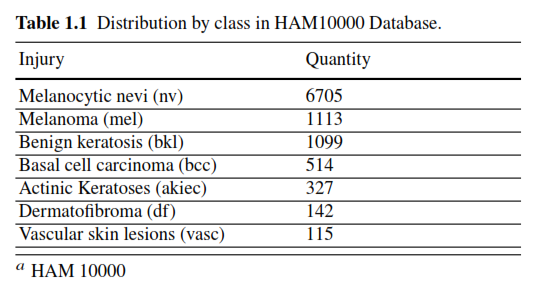 Table 1.1 Distribution by class in HAM10000 Database.
Injury Quantity
Melanocytic nevi (nv) 6705
Melanoma (mel) 1113
Benign keratosis (bkl) 1099
Basal cell carcinoma (bcc) 514
Actinic Keratoses (akiec) 327
Dermatofibroma (df) 142
Vascular skin lesions (vasc) 115
a HAM 10000